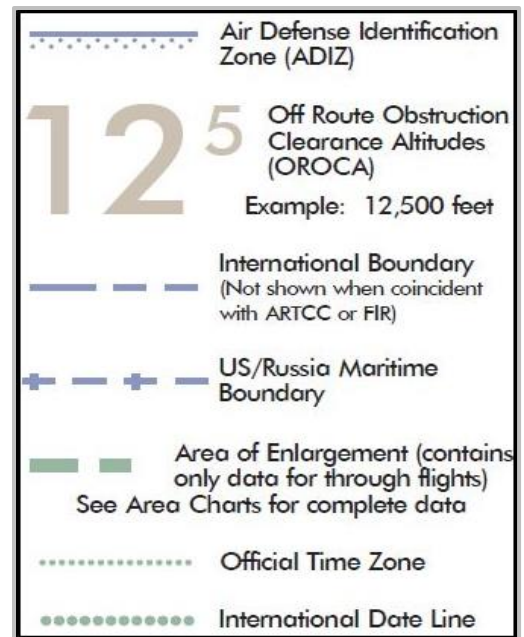 Air Defense Identification
Zone (ADIZ)
12 5
Off Route Obstruction
Clearance Altitudes
(OROCA)
Example: 12,500 feet
International Boundary
(Not shown when coincident
with ARTCC or FIR)
US/Russia Maritime
Boundary
Area of Enlargement (contains
only data for through flights)
See Area Charts for complete data
Official Time Zone
International Date Line